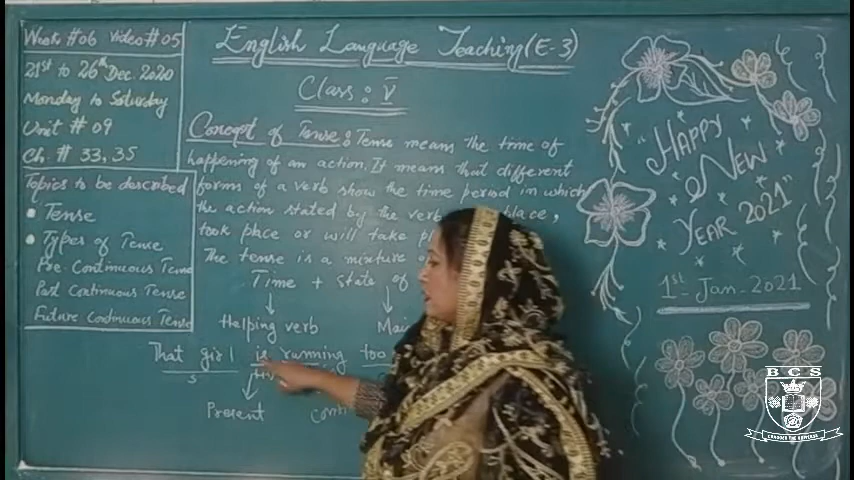 Week #06 Video #05
21st to 26th Dec. 2020
Monday to Saturday
Unit # 09
Ch. # 33, 35
Topics to be described
Tense
Types of Tense
Pre. Continuous Tense
Past Continuous Tense
Future Continuous Tense
English Language Teaching (E-3)
Class : V
Concept of Tense : Tense means the time of
happening of an action. It means that different
forms of a verb show the time period in which
the action stated by the verb place,
took place or will take
The tense is a mixture
Time + state of
Helping verb
That girl is running too
S
Present
"HAPPY
NEW
YEAR 2021"
1st-Jan-2021
BCS
CHANGES THE UNIVERSE